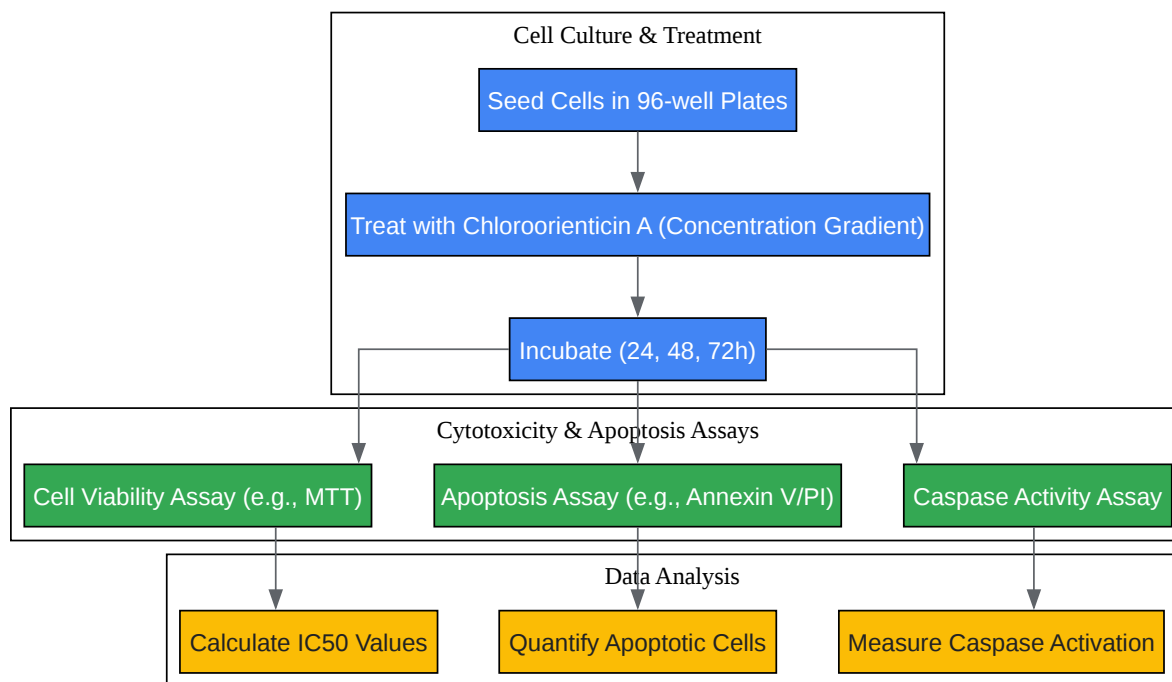 Cell Culture & Treatment
Seed Cells in 96-well Plates
Treat with Chloroorienticin A (Concentration Gradient)
Incubate (24, 48, 72h)
Cytotoxicity & Apoptosis Assays
Cell Viability Assay (e.g., MTT)
Apoptosis Assay (e.g., Annexin V/PI)
Caspase Activity Assay
Data Analysis
Calculate IC50 Values
Quantify Apoptotic Cells
Measure Caspase Activation